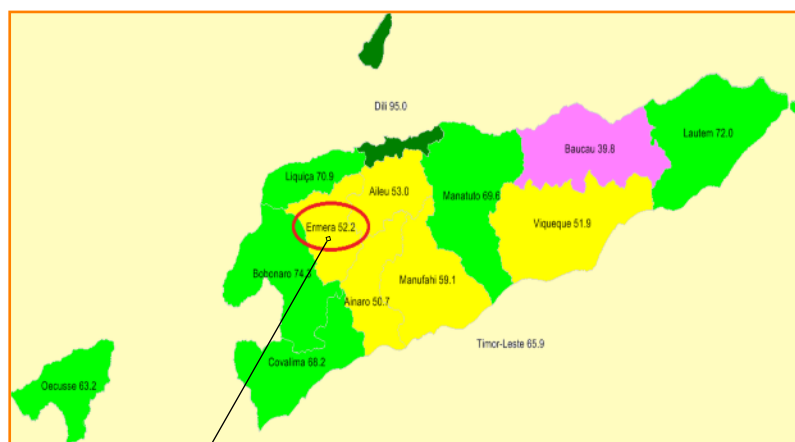 Dili 95.0
Lautem 72.0
Baucau 39.8
Liquiça 70.9
Aileu 53.0
Manatuto 69.6
Viqueque 51.9
Ermera 52.2
Bobonaro 74.3
Manufahi 59.1
Ainaro 50.7
Timor-Leste 65.9
Covalima 68.2
Oecusse 63.2